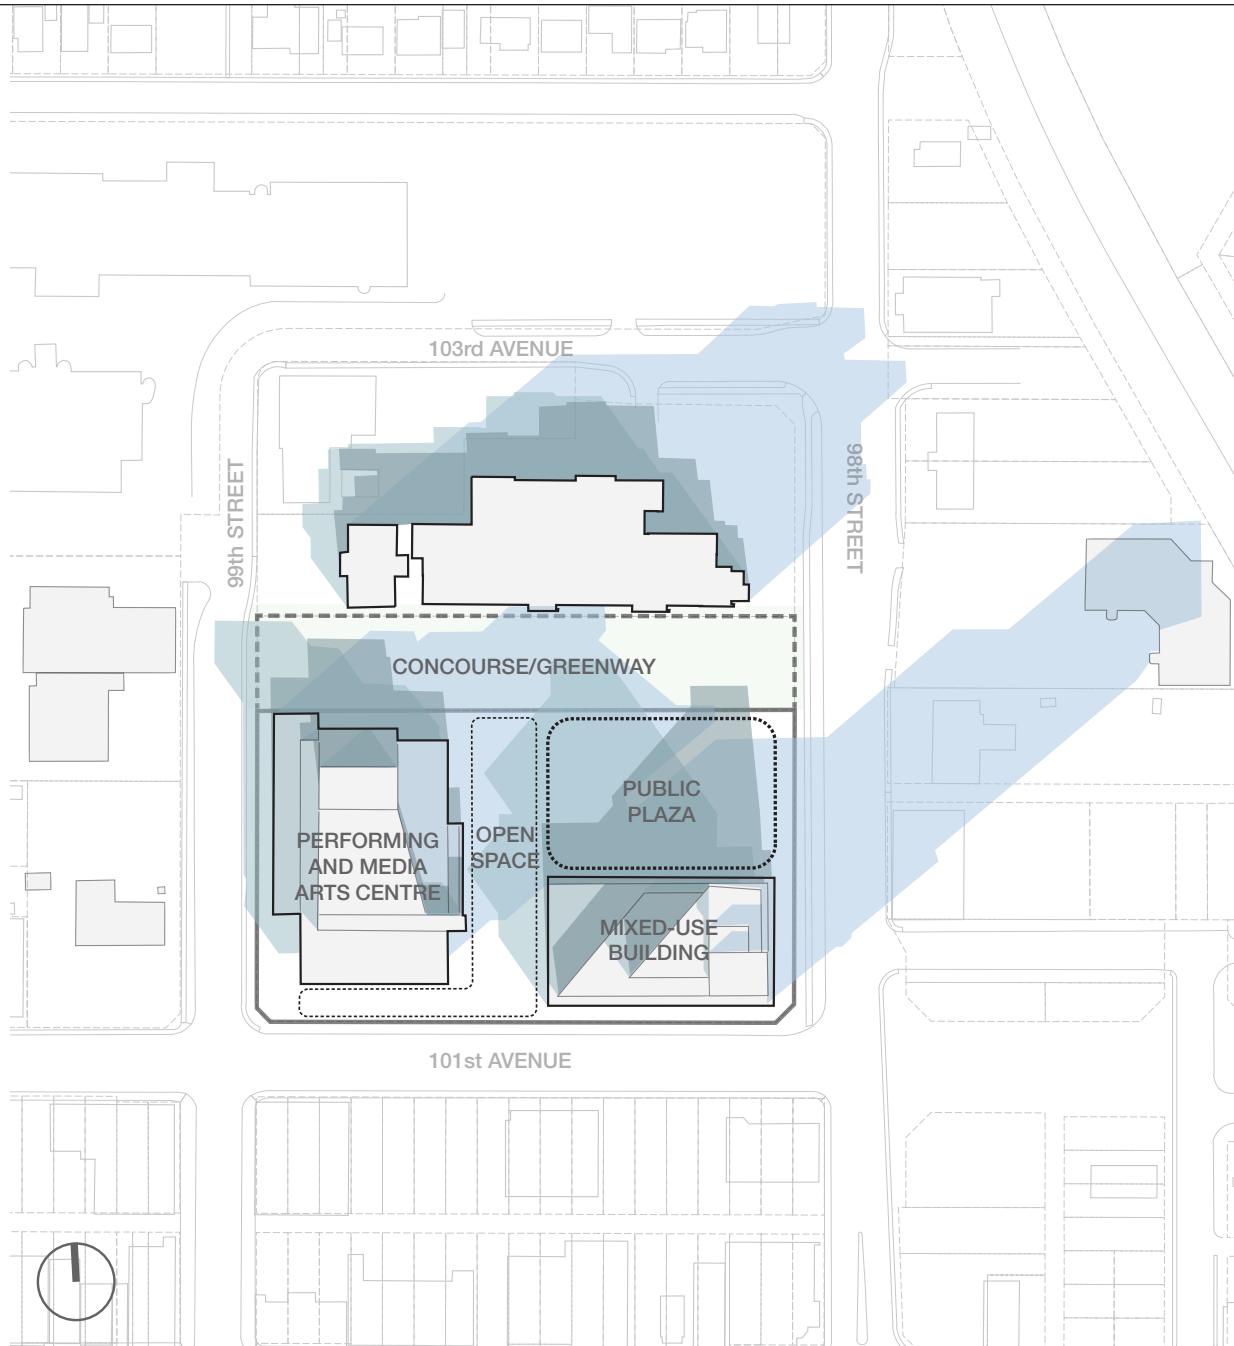 103rd AVENUE
99th STREET
98th STREET
CONCOURSE/GREENWAY
PUBLIC
PLAZA
OPEN
SPACE
PERFORMING
AND MEDIA
ARTS CENTRE
MIXED-USE
BUILDING
101st AVENUE